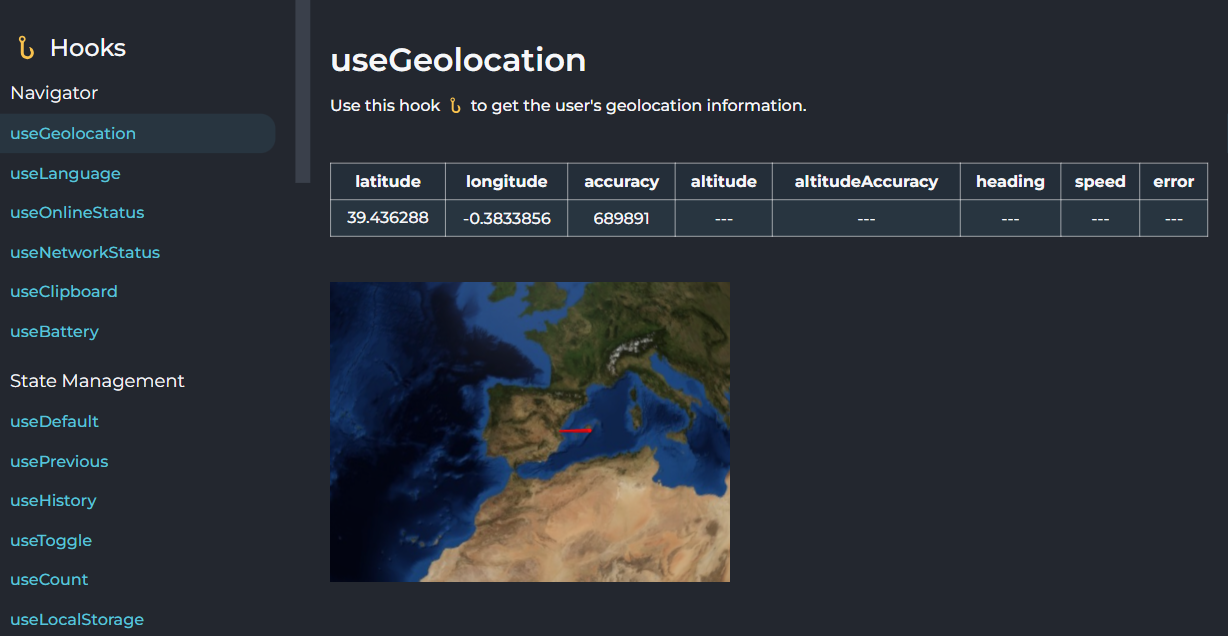 Hooks
Navigator
useGeolocation
useLanguage
useOnlineStatus
useNetworkStatus
useClipboard
useBattery
State Management
useDefault
usePrevious
useHistory
useToggle
useCount
useLocalStorage
useGeolocation
Use this hook to get the user's geolocation information.
latitude longitude accuracy altitude altitudeAccuracy heading speed error
39.436288 -0.3833856 689891 --- --- --- --- ---